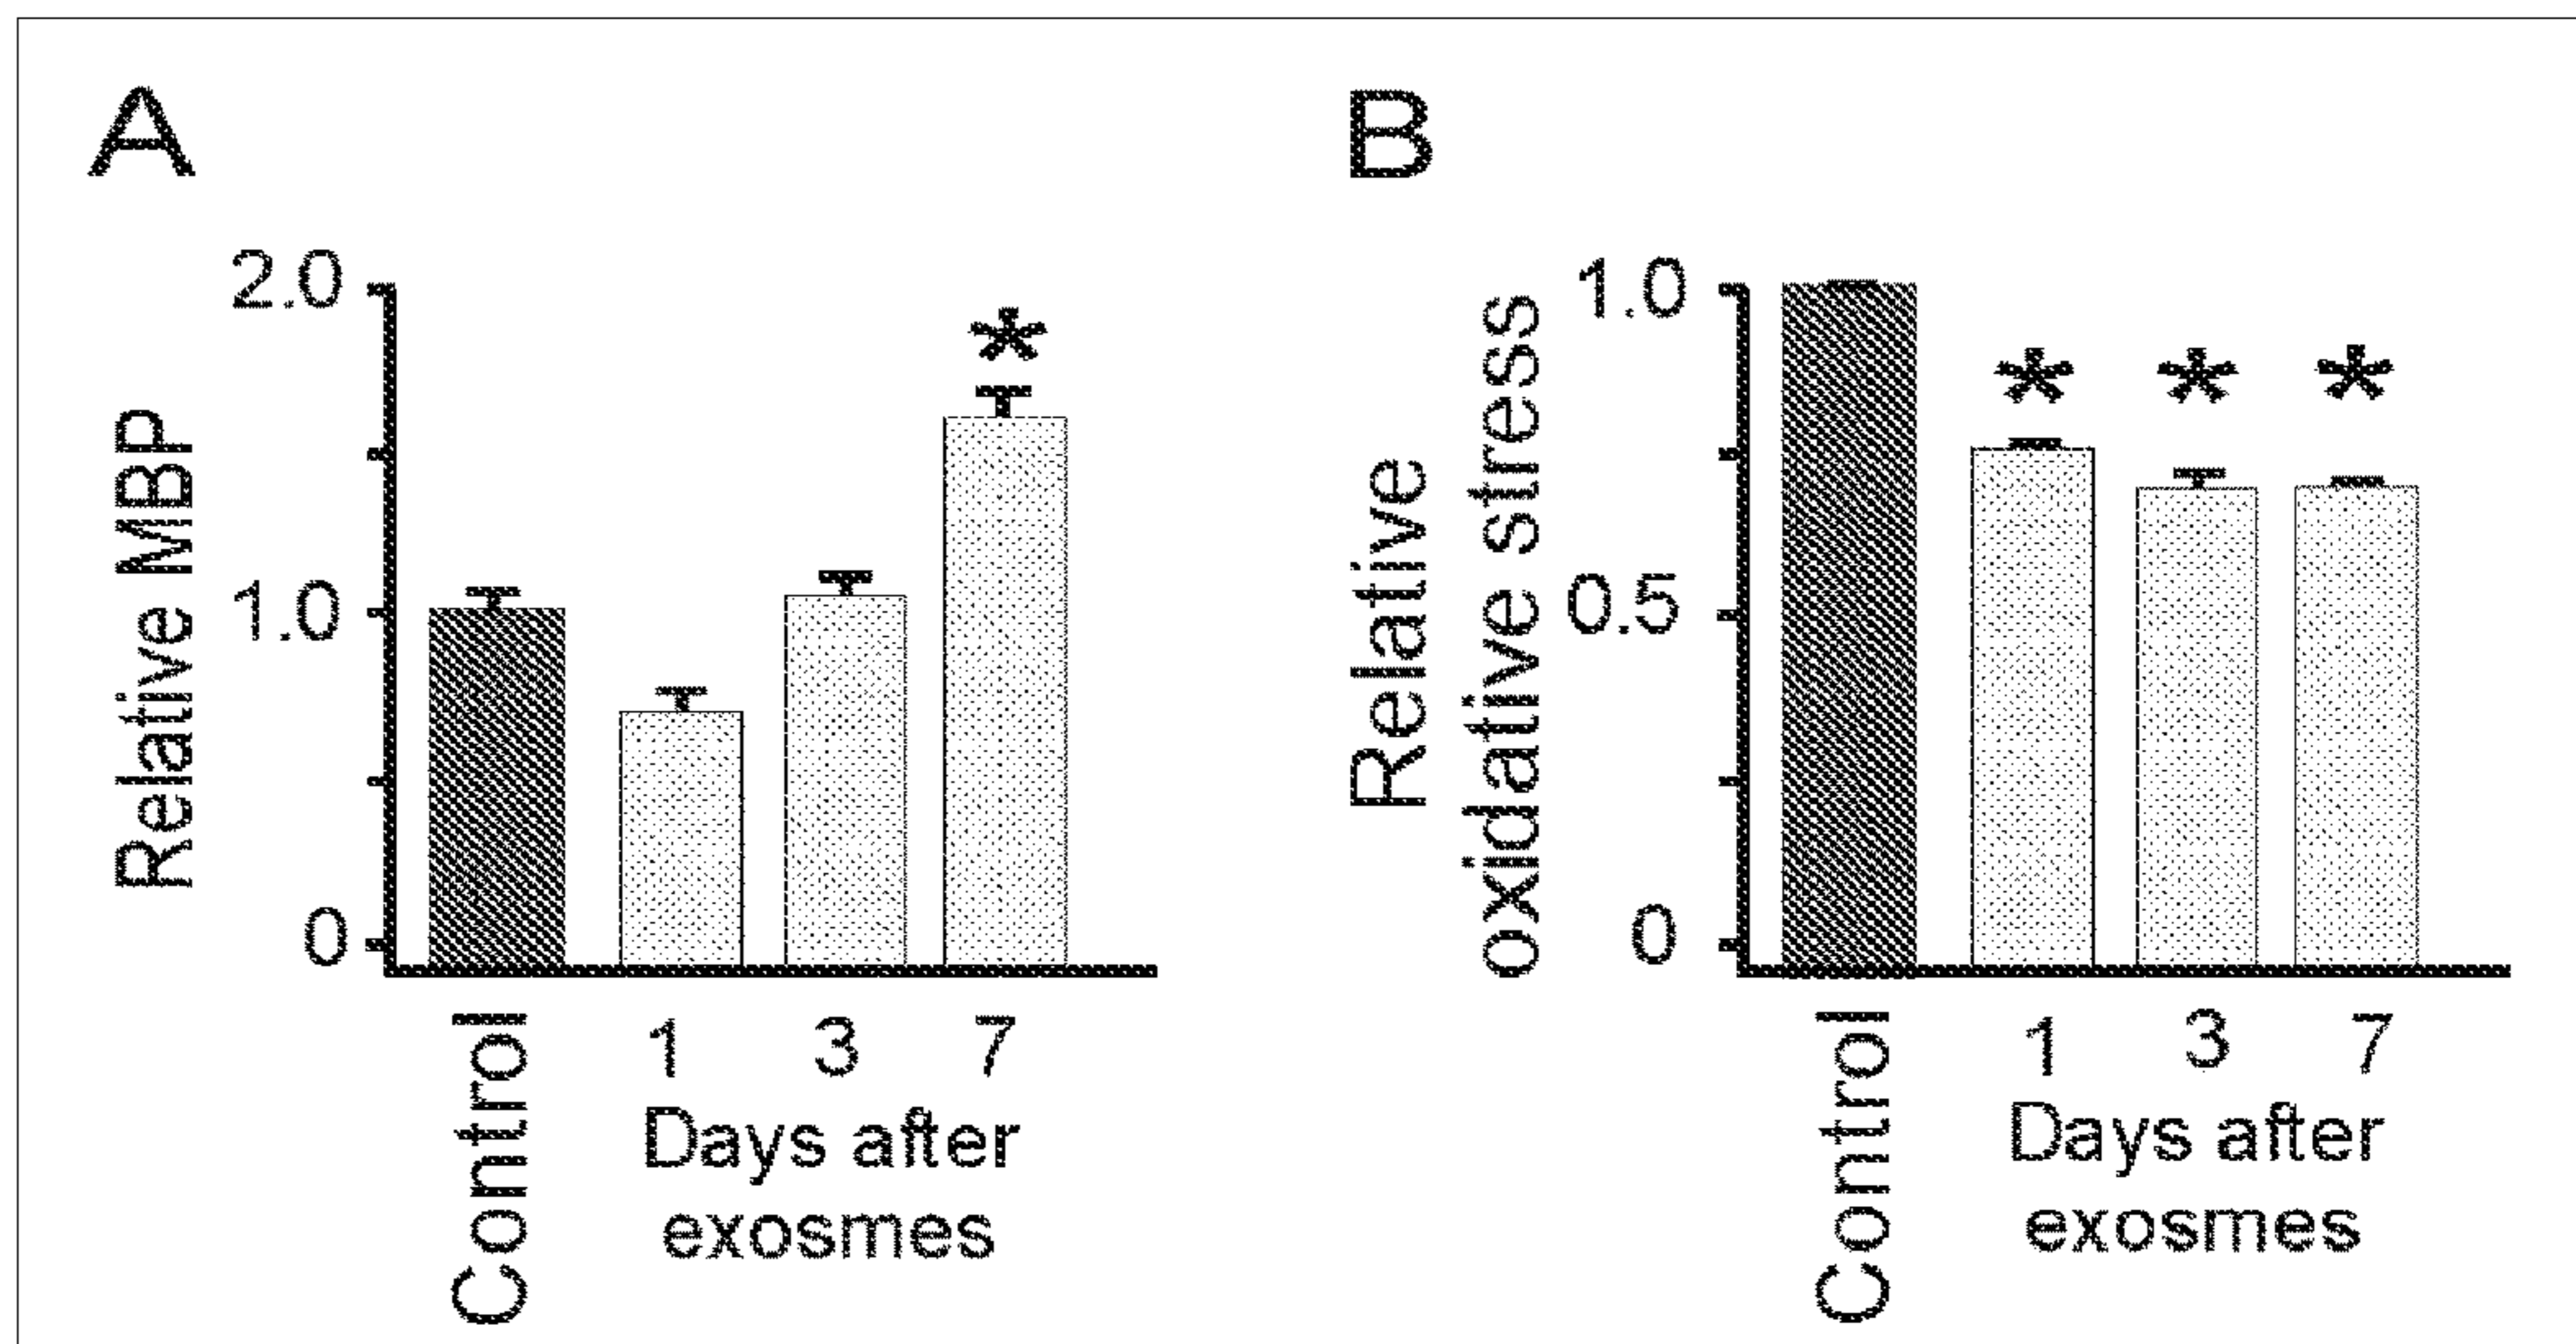 A
Relative MBP
2.0
1.0
0
*
Control
1 3 7
Days after
exosmes
B
Relative
oxidative stress
1.0
0.5
0
* * *
Control
1 3 7
Days after
exosmes